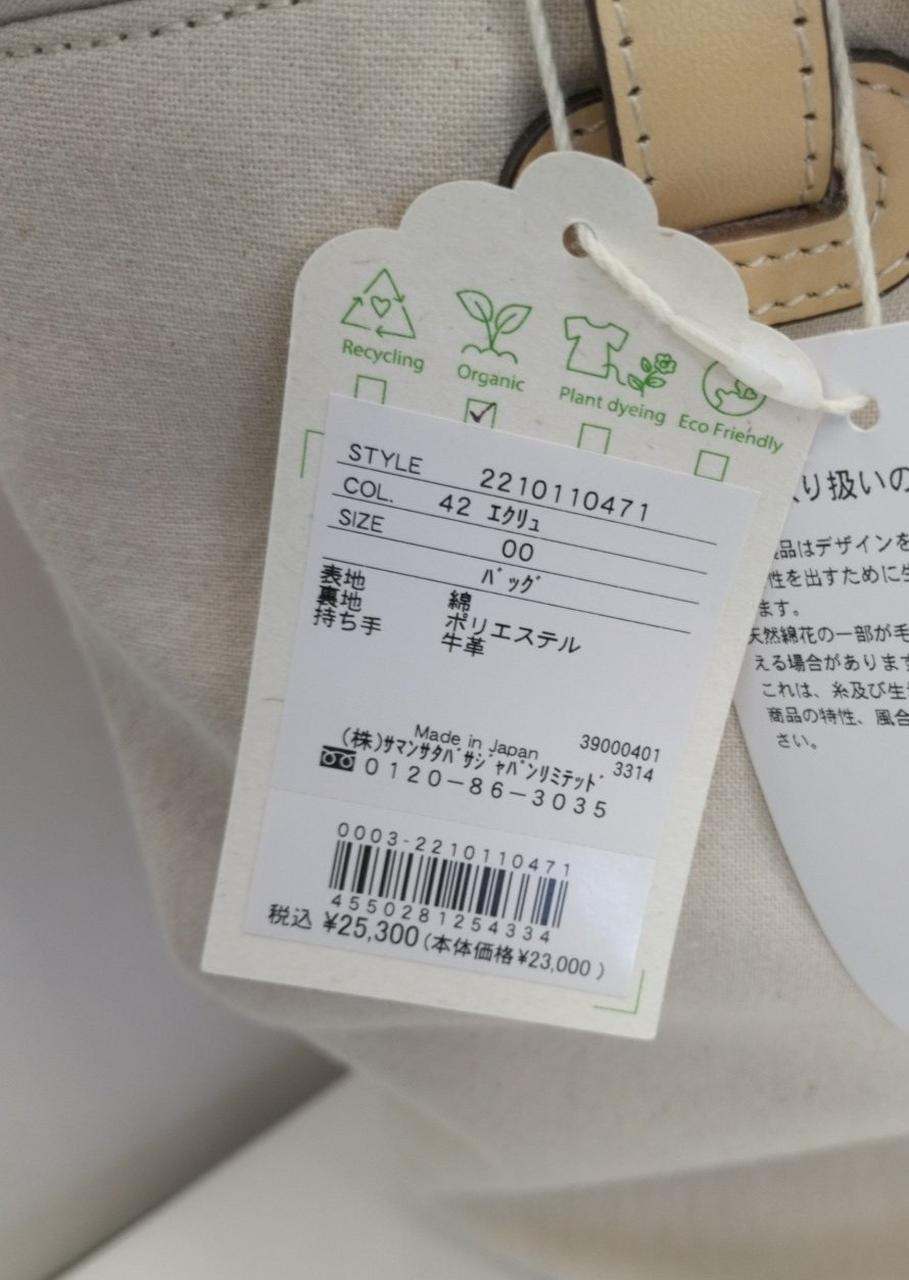 Recycling
Organic
Plant dyeing
Eco Friendly
STYLE 2210110471
COL. 42 エクリュ
SIZE 00
バッグ
表地 綿
裏地 ポリエステル
持ち手 牛革
Made in Japan 39000401
(株)サマンサタバサジャパンリミテッド 3314
0120-86-3035
0003-2210110471
4550281254334
税込 ¥25,300(本体価格¥23,000)
り扱いの
品はデザインを
性を出すために生
ます。
天然綿花の一部が毛
える場合があります
これは、糸及び生
商品の特性、風合
さい。